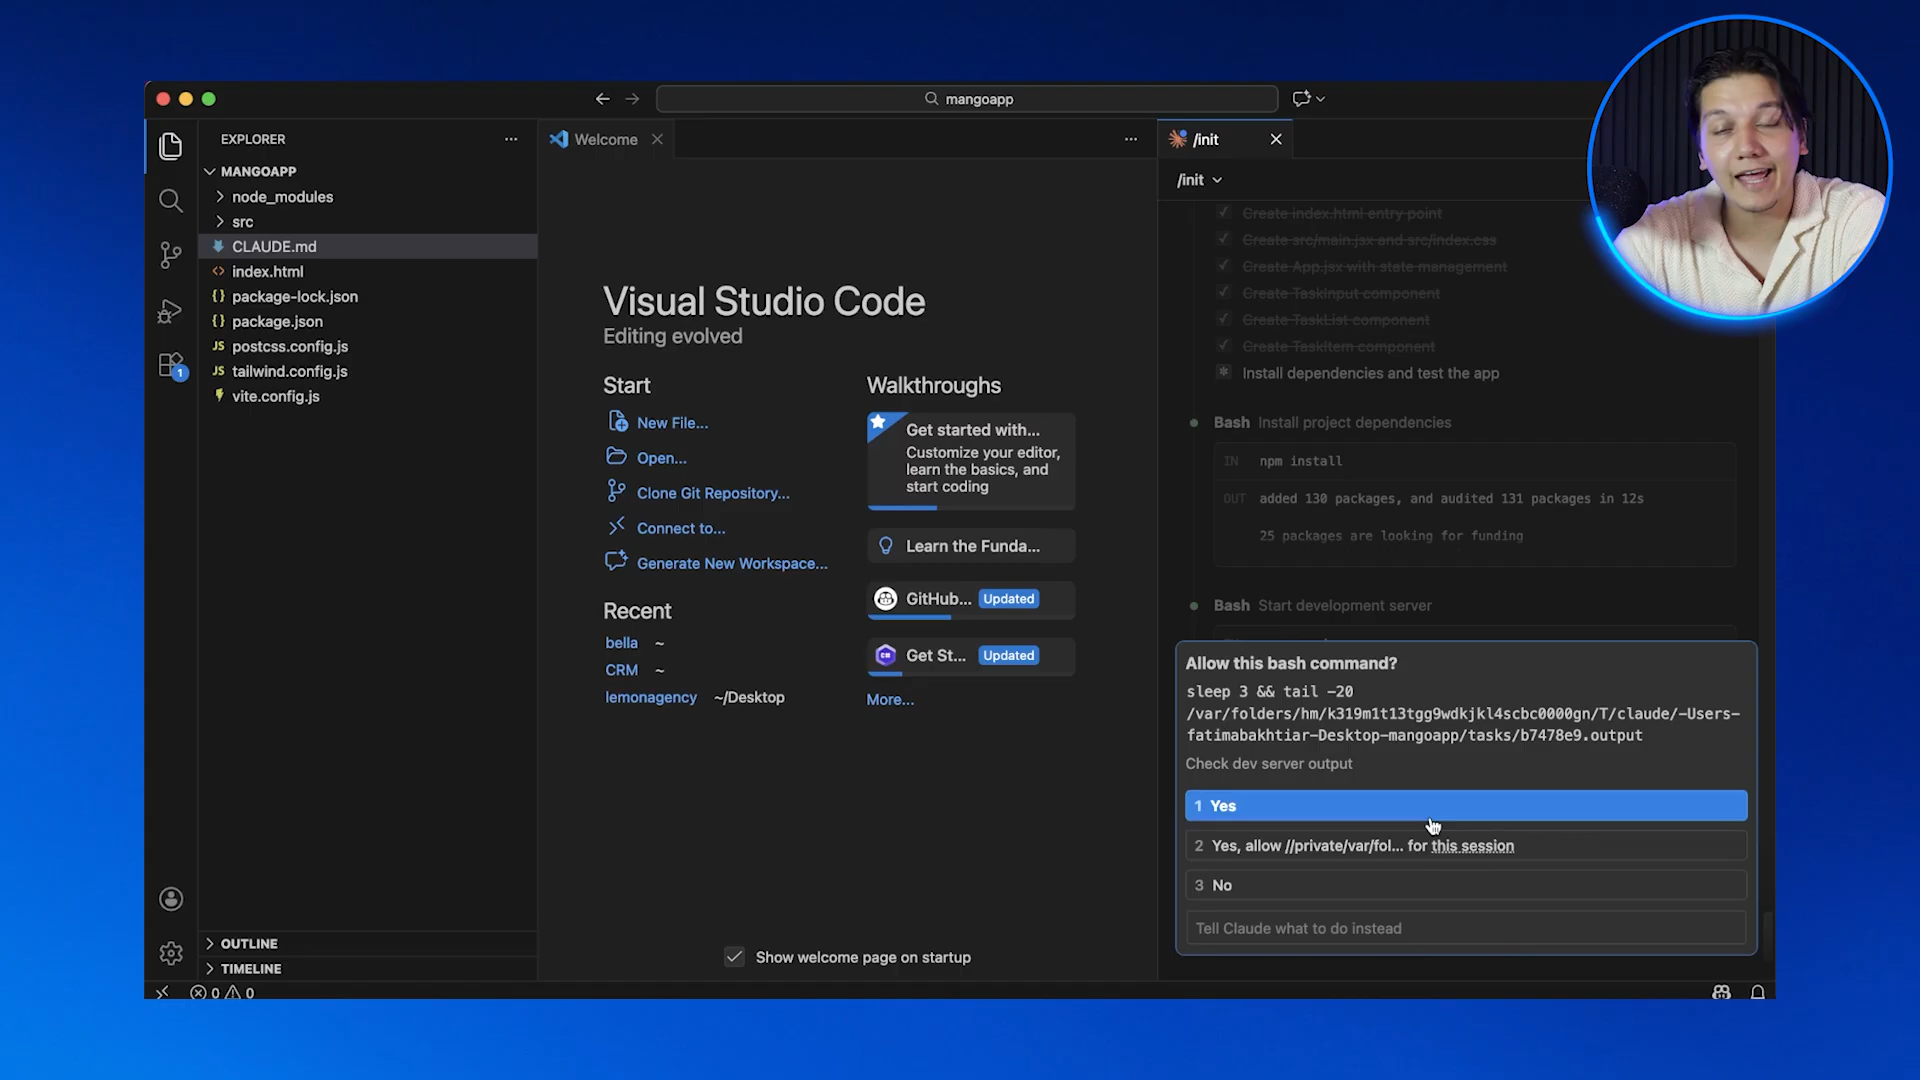 mangoapp
EXPLORER
MANGOAPP
node_modules
src
CLAUDE.md
index.html
package-lock.json
package.json
postcss.config.js
tailwind.config.js
vite.config.js
OUTLINE
TIMELINE
0 0
1
Welcome
Visual Studio Code
Editing evolved
Start
New File...
Open...
Clone Git Repository...
Connect to...
Generate New Workspace...
Recent
bella ~
CRM ~
lemonagency ~/Desktop
Walkthroughs
Get started with...
Customize your editor,
learn the basics, and
start coding
Learn the Funda...
GitHub... Updated
Get St... Updated
More...
Show welcome page on startup
/init
/init
Create index.html entry point
Create src/main.jsx and src/index.css
Create App.jsx with state management
Create TaskInput component
Create TaskList component
Create TaskItem component
Install dependencies and test the app
Bash Install project dependencies
IN npm install
OUT added 130 packages, and audited 131 packages in 12s
25 packages are looking for funding
Bash Start development server
Allow this bash command?
sleep 3 && tail -20
/var/folders/hm/k319m1t13tgg9wdkjkl4scbc0000gn/T/claude/-Users-
fatimabakhtiar-Desktop-mangoapp/tasks/b7478e9.output
Check dev server output
1 Yes
2 Yes, allow //private/var/fol... for this session
3 No
Tell Claude what to do instead